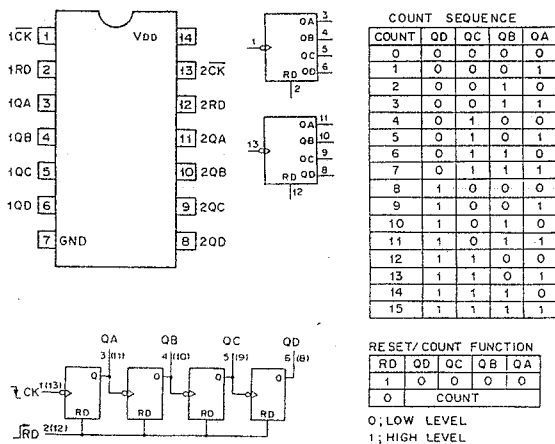 1C̅K̅ 1 VDD 14
1RD 2 13 2C̅K̅
1QA 3 12 2RD
1QB 4 11 2QA
1QC 5 10 2QB
1QD 6 9 2QC
7 GND 8 2QD
1 QA 3
QB 4
QC 5
QD 6
RD
2
13 QA 11
QB 10
QC 9
QD 8
RD
12
COUNT SEQUENCE
COUNT QD QC QB QA
0 0 0 0 0
1 0 0 0 1
2 0 0 1 0
3 0 0 1 1
4 0 1 0 0
5 0 1 0 1
6 0 1 1 0
7 0 1 1 1
8 1 0 0 0
9 1 0 0 1
10 1 0 1 0
11 1 0 1 1
12 1 1 0 0
13 1 1 0 1
14 1 1 1 0
15 1 1 1 1
QA QB QC QD
3(11) 4(10) 5(9) 6(8)
CK 1(13) Q Q Q Q
RD RD RD RD
RD 2(12)
RESET/COUNT FUNCTION
RD QD QC QB QA
1 0 0 0 0
0 COUNT
0; LOW LEVEL
1; HIGH LEVEL